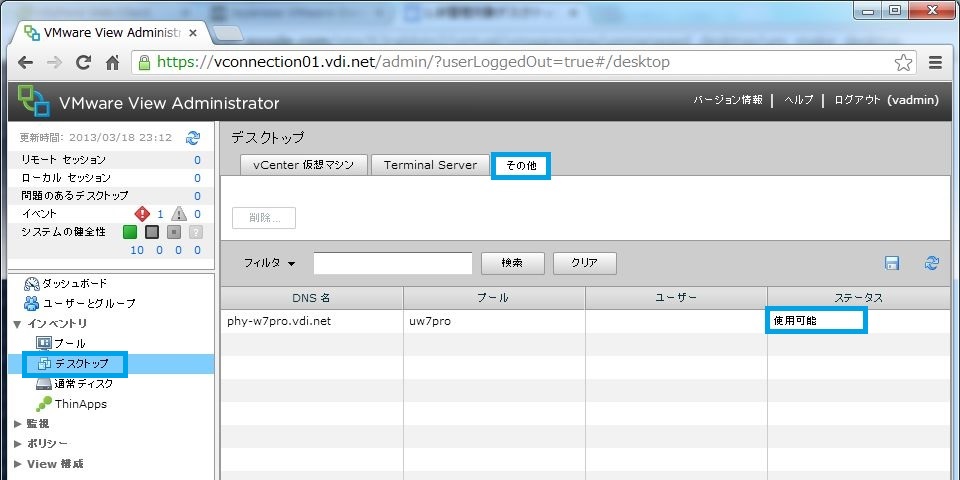 VMware View Administr
https://vconnection01.vdi.net/admin/?userLoggedOut=true#/desktop
VMware View Administrator
バージョン情報 | ヘルプ | ログアウト (vadmin)
更新時間: 2013/03/18 23:12
リモート セッション 0
ローカル セッション 0
問題のあるデスクトップ 0
イベント 1 0
システムの健全性
10 0 0 0
ダッシュボード
ユーザーとグループ
インベントリ
プール
デスクトップ
通常ディスク
ThinApps
監視
ポリシー
View 構成
デスクトップ
vCenter 仮想マシン Terminal Server その他
削除...
フィルタ 検索 クリア
DNS 名 プール ユーザー ステータス
phy-w7pro.vdi.net uw7pro 使用可能